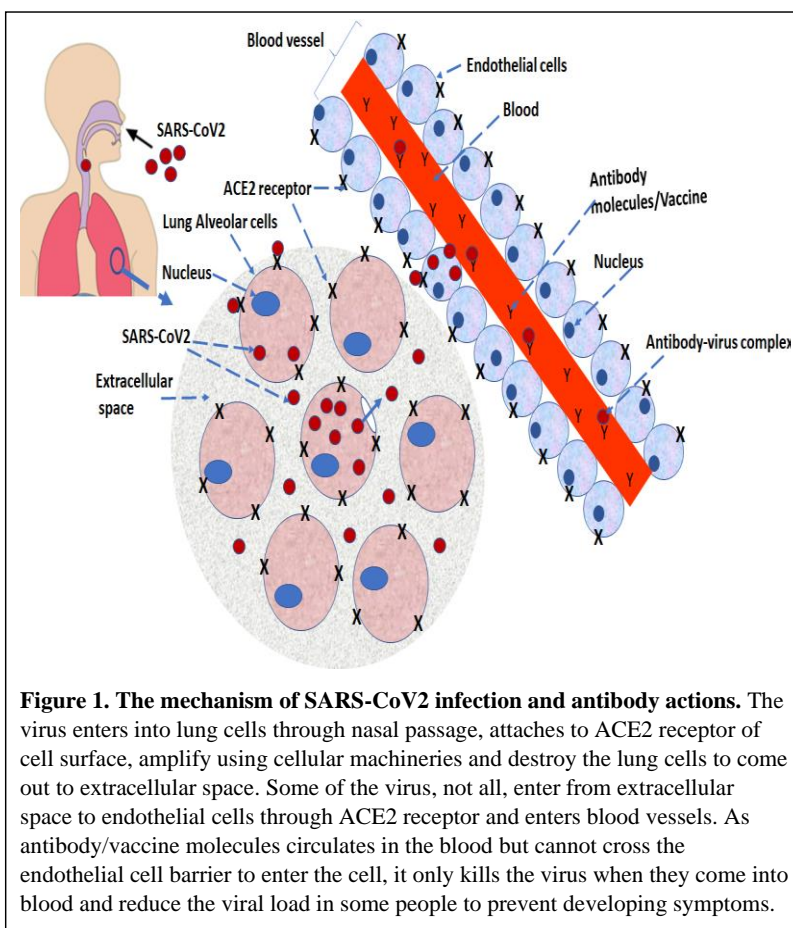 Blood vessel
Endothelial cells
SARS-CoV2
Blood
ACE2 receptor
Antibody
molecules/Vaccine
Lung Alveolar cells
Nucleus
Nucleus
SARS-CoV2
Antibody-virus complex
Extracellular
space
X X X X X X X X X X X X X X X X X X X X X X X X X X X X X X X X X X X X X X
Y Y Y Y Y Y Y Y Y Y Y Y Y Y Y
Figure 1. The mechanism of SARS-CoV2 infection and antibody actions. The
virus enters into lung cells through nasal passage, attaches to ACE2 receptor of
cell surface, amplify using cellular machineries and destroy the lung cells to come
out to extracellular space. Some of the virus, not all, enter from extracellular
space to endothelial cells through ACE2 receptor and enters blood vessels. As
antibody/vaccine molecules circulates in the blood but cannot cross the
endothelial cell barrier to enter the cell, it only kills the virus when they come into
blood and reduce the viral load in some people to prevent developing symptoms.